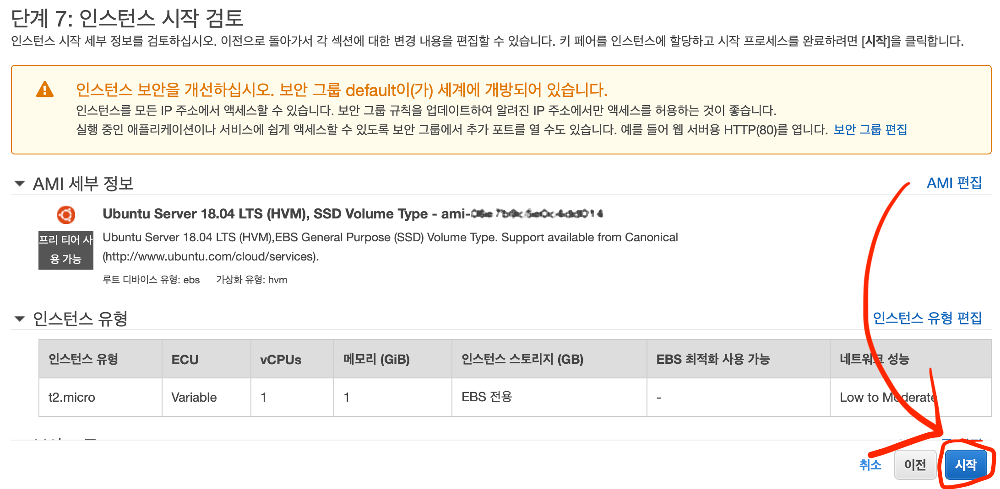 단계 7: 인스턴스 시작 검토
인스턴스 시작 세부 정보를 검토하십시오. 이전으로 돌아가서 각 섹션에 대한 변경 내용을 편집할 수 있습니다. 키 페어를 인스턴스에 할당하고 시작 프로세스를 완료하려면 [시작]을 클릭합니다.
인스턴스 보안을 개선하십시오. 보안 그룹 default이(가) 세계에 개방되어 있습니다.
인스턴스를 모든 IP 주소에서 액세스할 수 있습니다. 보안 그룹 규칙을 업데이트하여 알려진 IP 주소에서만 액세스를 허용하는 것이 좋습니다.
실행 중인 애플리케이션이나 서비스에 쉽게 액세스할 수 있도록 보안 그룹에서 추가 포트를 열 수도 있습니다. 예를 들어 웹 서버용 HTTP(80)를 엽니다. 보안 그룹 편집
AMI 세부 정보 AMI 편집
Ubuntu Server 18.04 LTS (HVM), SSD Volume Type - ami-
프리 티어 사
용 가능
Ubuntu Server 18.04 LTS (HVM),EBS General Purpose (SSD) Volume Type. Support available from Canonical
(http://www.ubuntu.com/cloud/services).
루트 디바이스 유형: ebs 가상화 유형: hvm
인스턴스 유형 인스턴스 유형 편집
인스턴스 유형 ECU vCPUs 메모리 (GiB) 인스턴스 스토리지 (GB) EBS 최적화 사용 가능 네트워크 성능
t2.micro Variable 1 1 EBS 전용 - Low to Moderate
취소 이전 시작